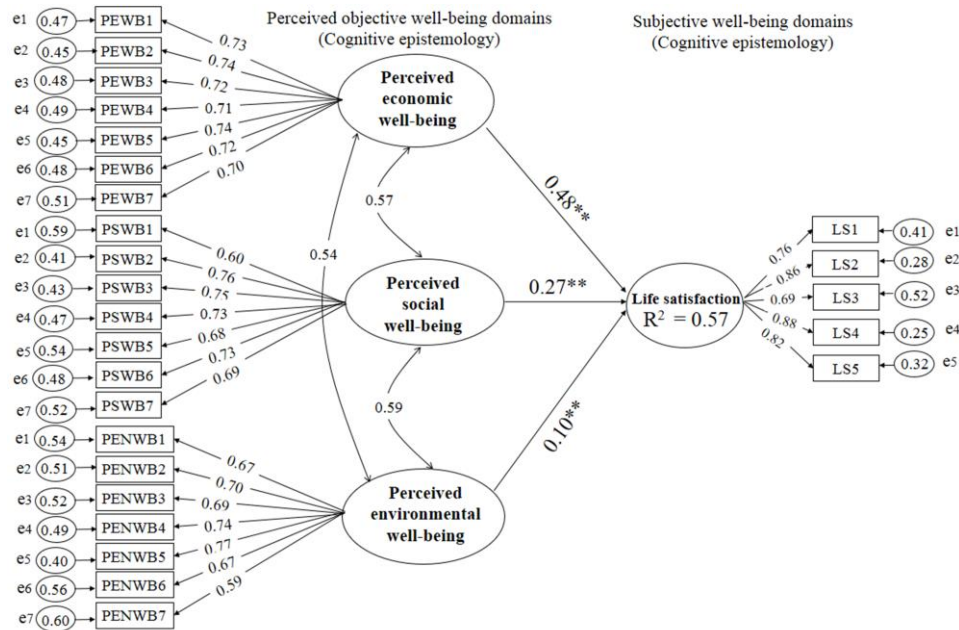 Perceived objective well-being domains
(Cognitive epistemology)
Subjective well-being domains
(Cognitive epistemology)
e1 0.47 PEWB1 0.73
e2 0.45 PEWB2 0.74
e3 0.48 PEWB3 0.72
e4 0.49 PEWB4 0.71
e5 0.45 PEWB5 0.74
e6 0.48 PEWB6 0.72
e7 0.51 PEWB7 0.70
Perceived
economic
well-being
e1 0.59 PSWB1 0.60
e2 0.41 PSWB2 0.76
e3 0.43 PSWB3 0.75
e4 0.47 PSWB4 0.73
e5 0.54 PSWB5 0.68
e6 0.48 PSWB6 0.73
e7 0.52 PSWB7 0.69
Perceived
social
well-being
e1 0.54 PENWB1 0.67
e2 0.51 PENWB2 0.70
e3 0.52 PENWB3 0.69
e4 0.49 PENWB4 0.74
e5 0.40 PENWB5 0.77
e6 0.56 PENWB6 0.67
e7 0.60 PENWB7 0.59
Perceived
environmental
well-being
0.57
0.54
0.59
0.48**
0.27**
0.10**
Life satisfaction
R² = 0.57
0.76 LS1 0.41 e1
0.86 LS2 0.28 e2
0.69 LS3 0.52 e3
0.88 LS4 0.25 e4
0.82 LS5 0.32 e5